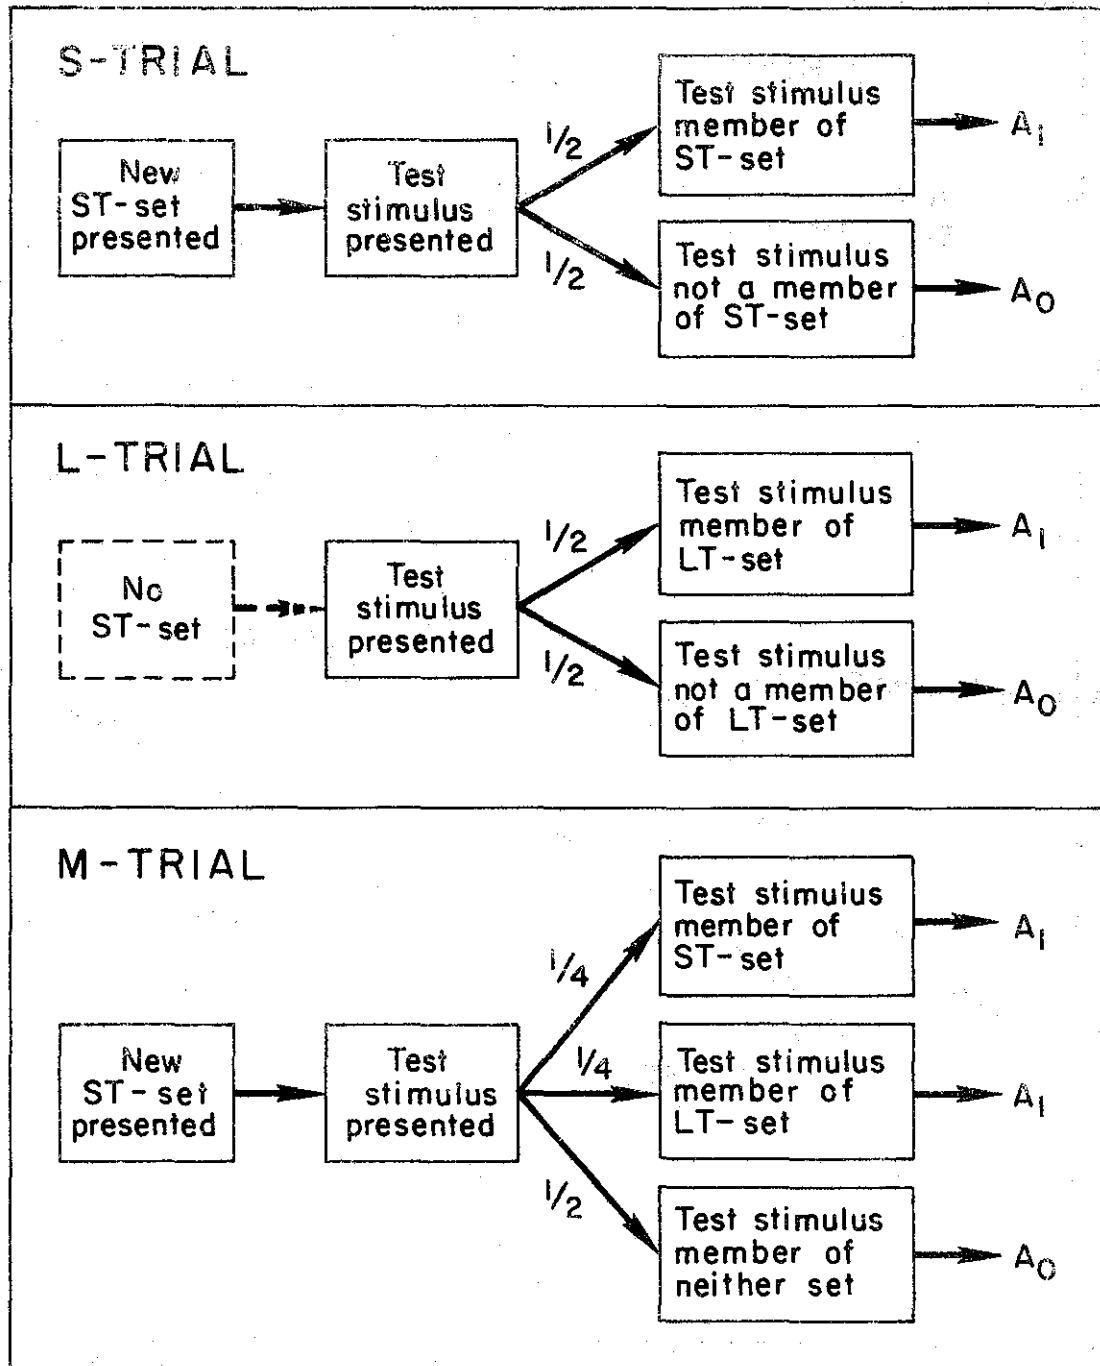 S-TRIAL
New
ST-set
presented
Test
stimulus
presented
1/2
1/2
Test stimulus
member of
ST-set
A1
Test stimulus
not a member
of ST-set
A0
L-TRIAL
No
ST-set
Test
stimulus
presented
1/2
1/2
Test stimulus
member of
LT-set
A1
Test stimulus
not a member
of LT-set
A0
M-TRIAL
New
ST-set
presented
Test
stimulus
presented
1/4
1/4
1/2
Test stimulus
member of
ST-set
A1
Test stimulus
member of
LT-set
A1
Test stimulus
member of
neither set
A0